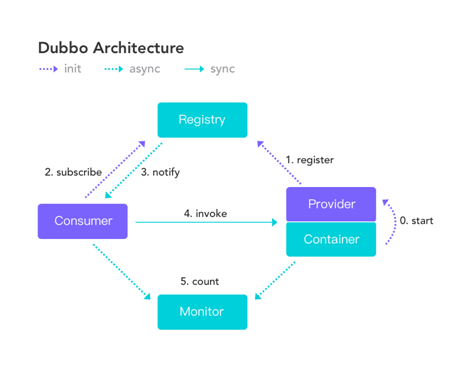 Dubbo Architecture
init async sync
Registry
1. register
2. subscribe 3. notify
Provider
Consumer
4. invoke
0. start
Container
5. count
Monitor